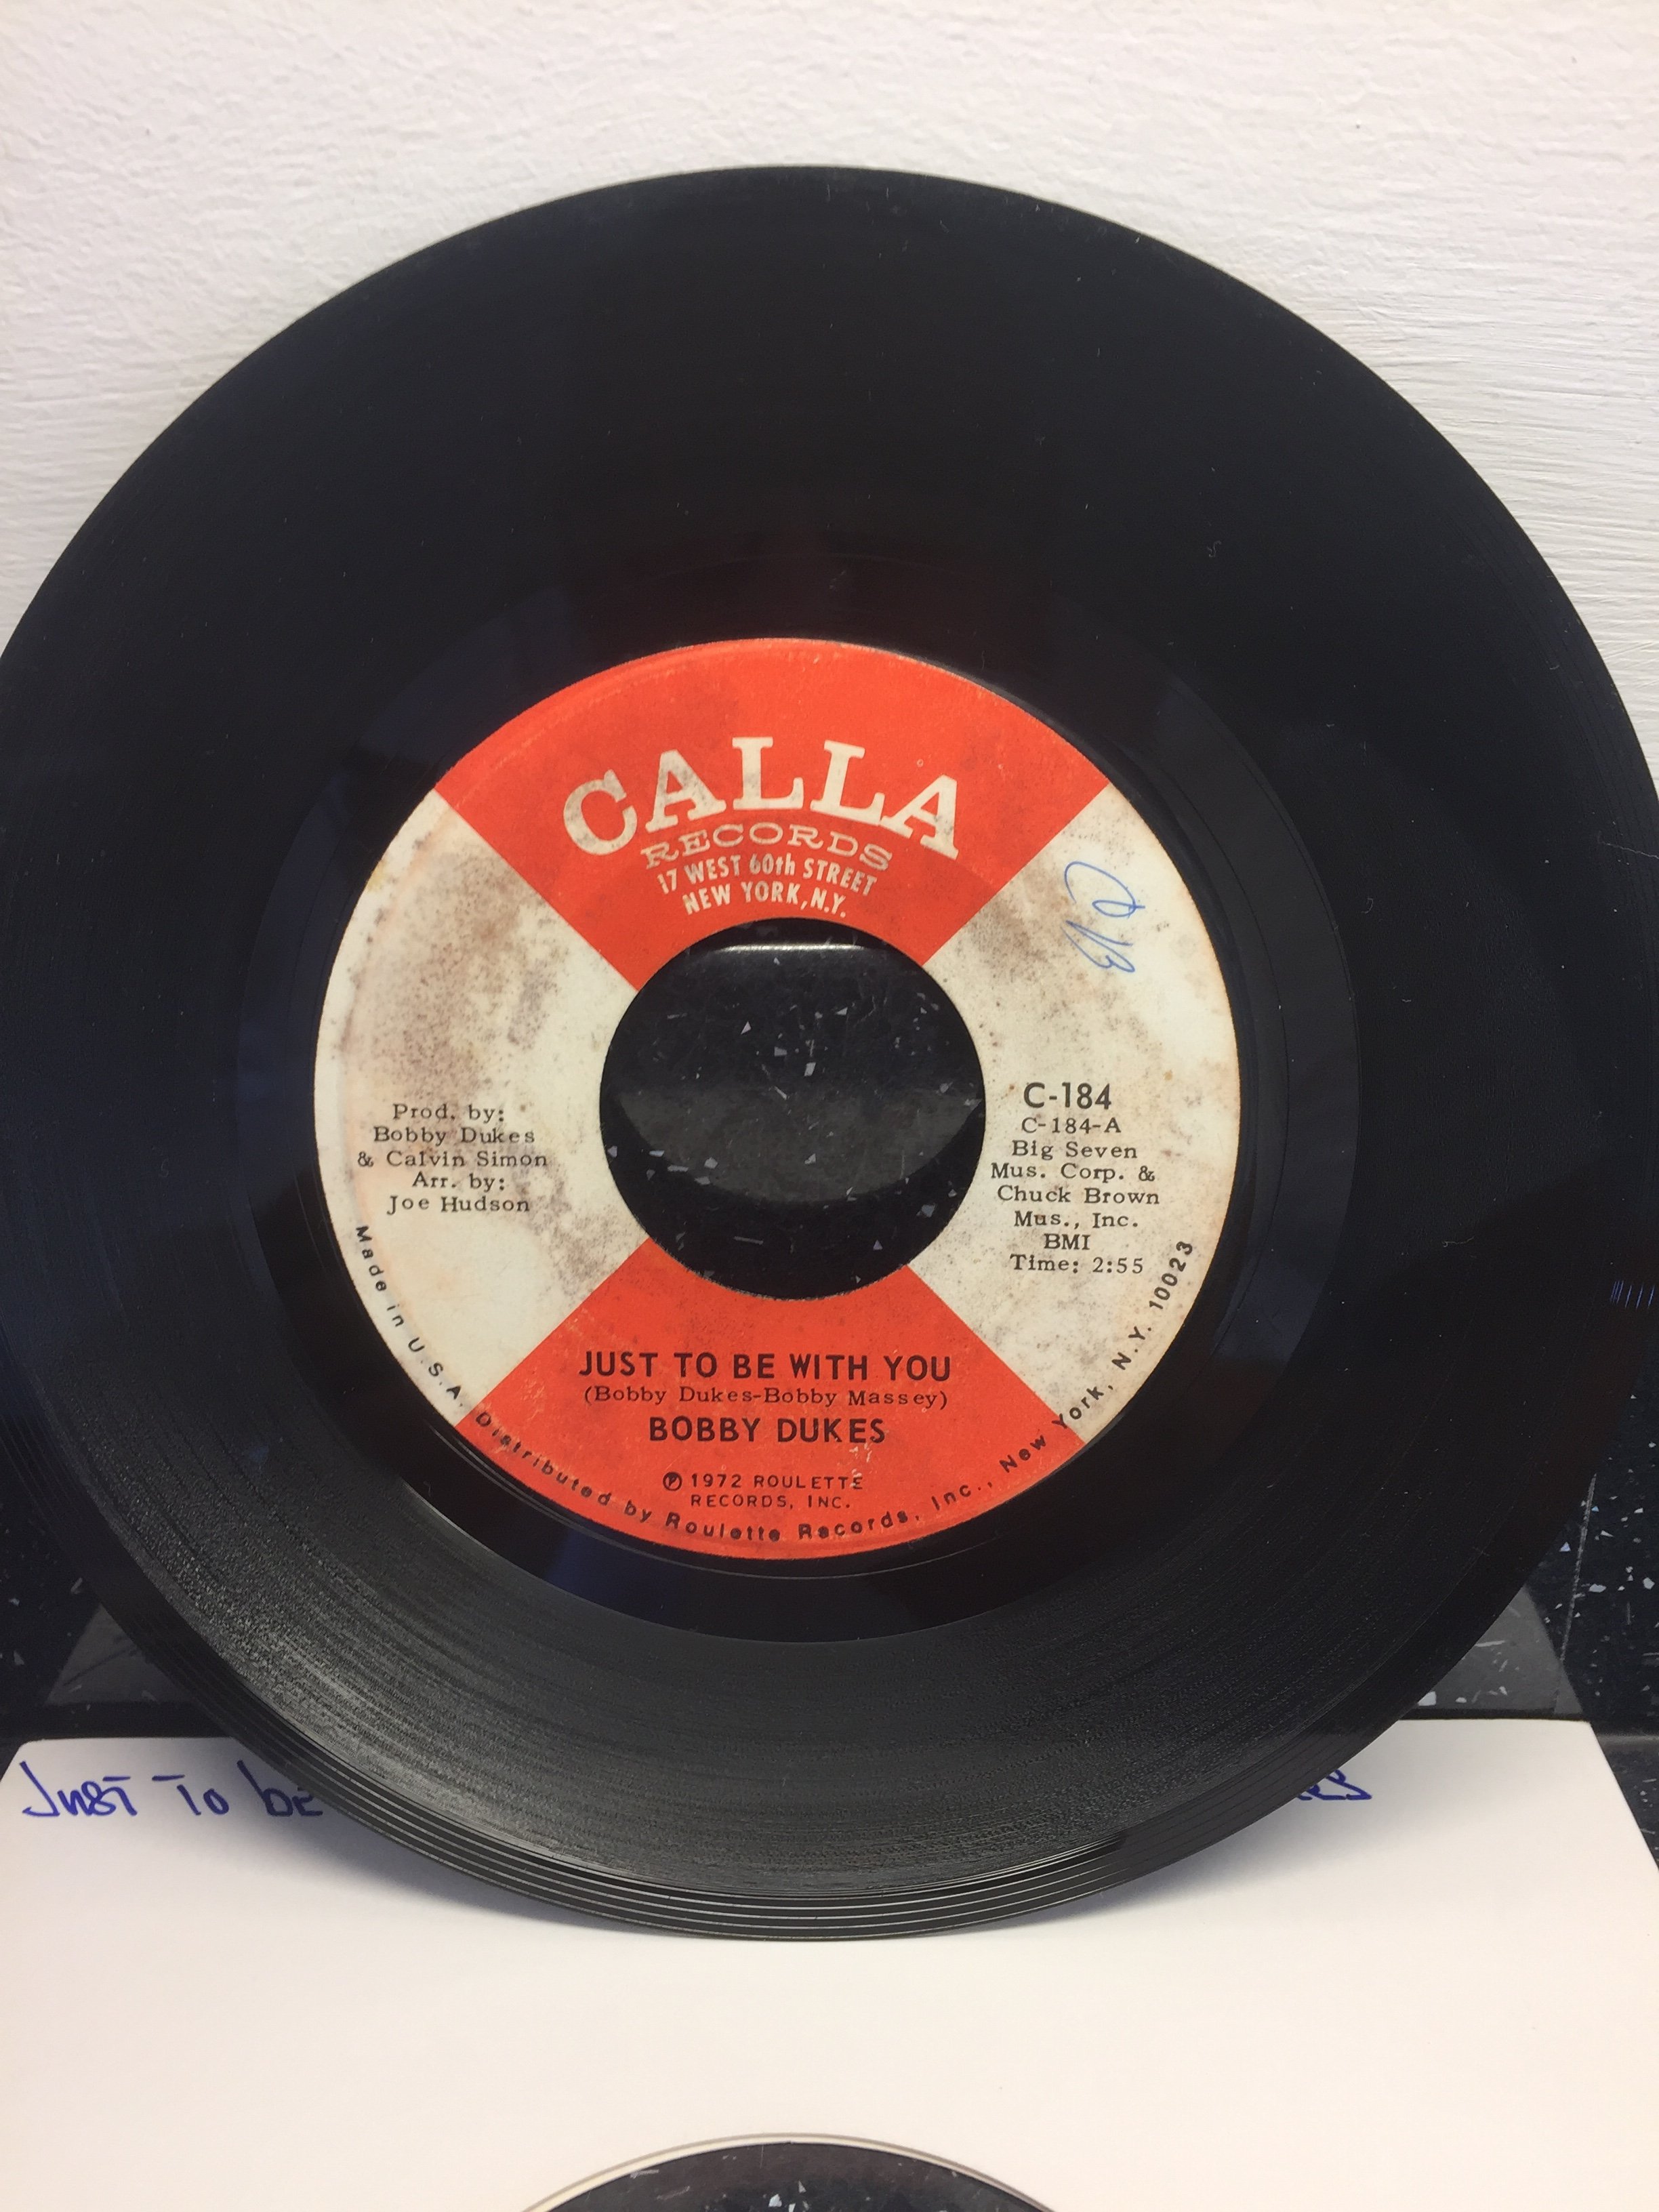 CALLA
RECORDS
17 WEST 60th STREET
NEW YORK, N.Y.
Prod. by:
Bobby Dukes
& Calvin Simon
Arr. by:
Joe Hudson
C-184
C-184-A
Big Seven
Mus. Corp. &
Chuck Brown
Mus., Inc.
BMI
Time: 2:55
JUST TO BE WITH YOU
(Bobby Dukes-Bobby Massey)
BOBBY DUKES
℗ 1972 ROULETTE
RECORDS, INC.
Made in U.S.A. Distributed by Roulette Records, Inc., New York, N.Y. 10023
Just To be